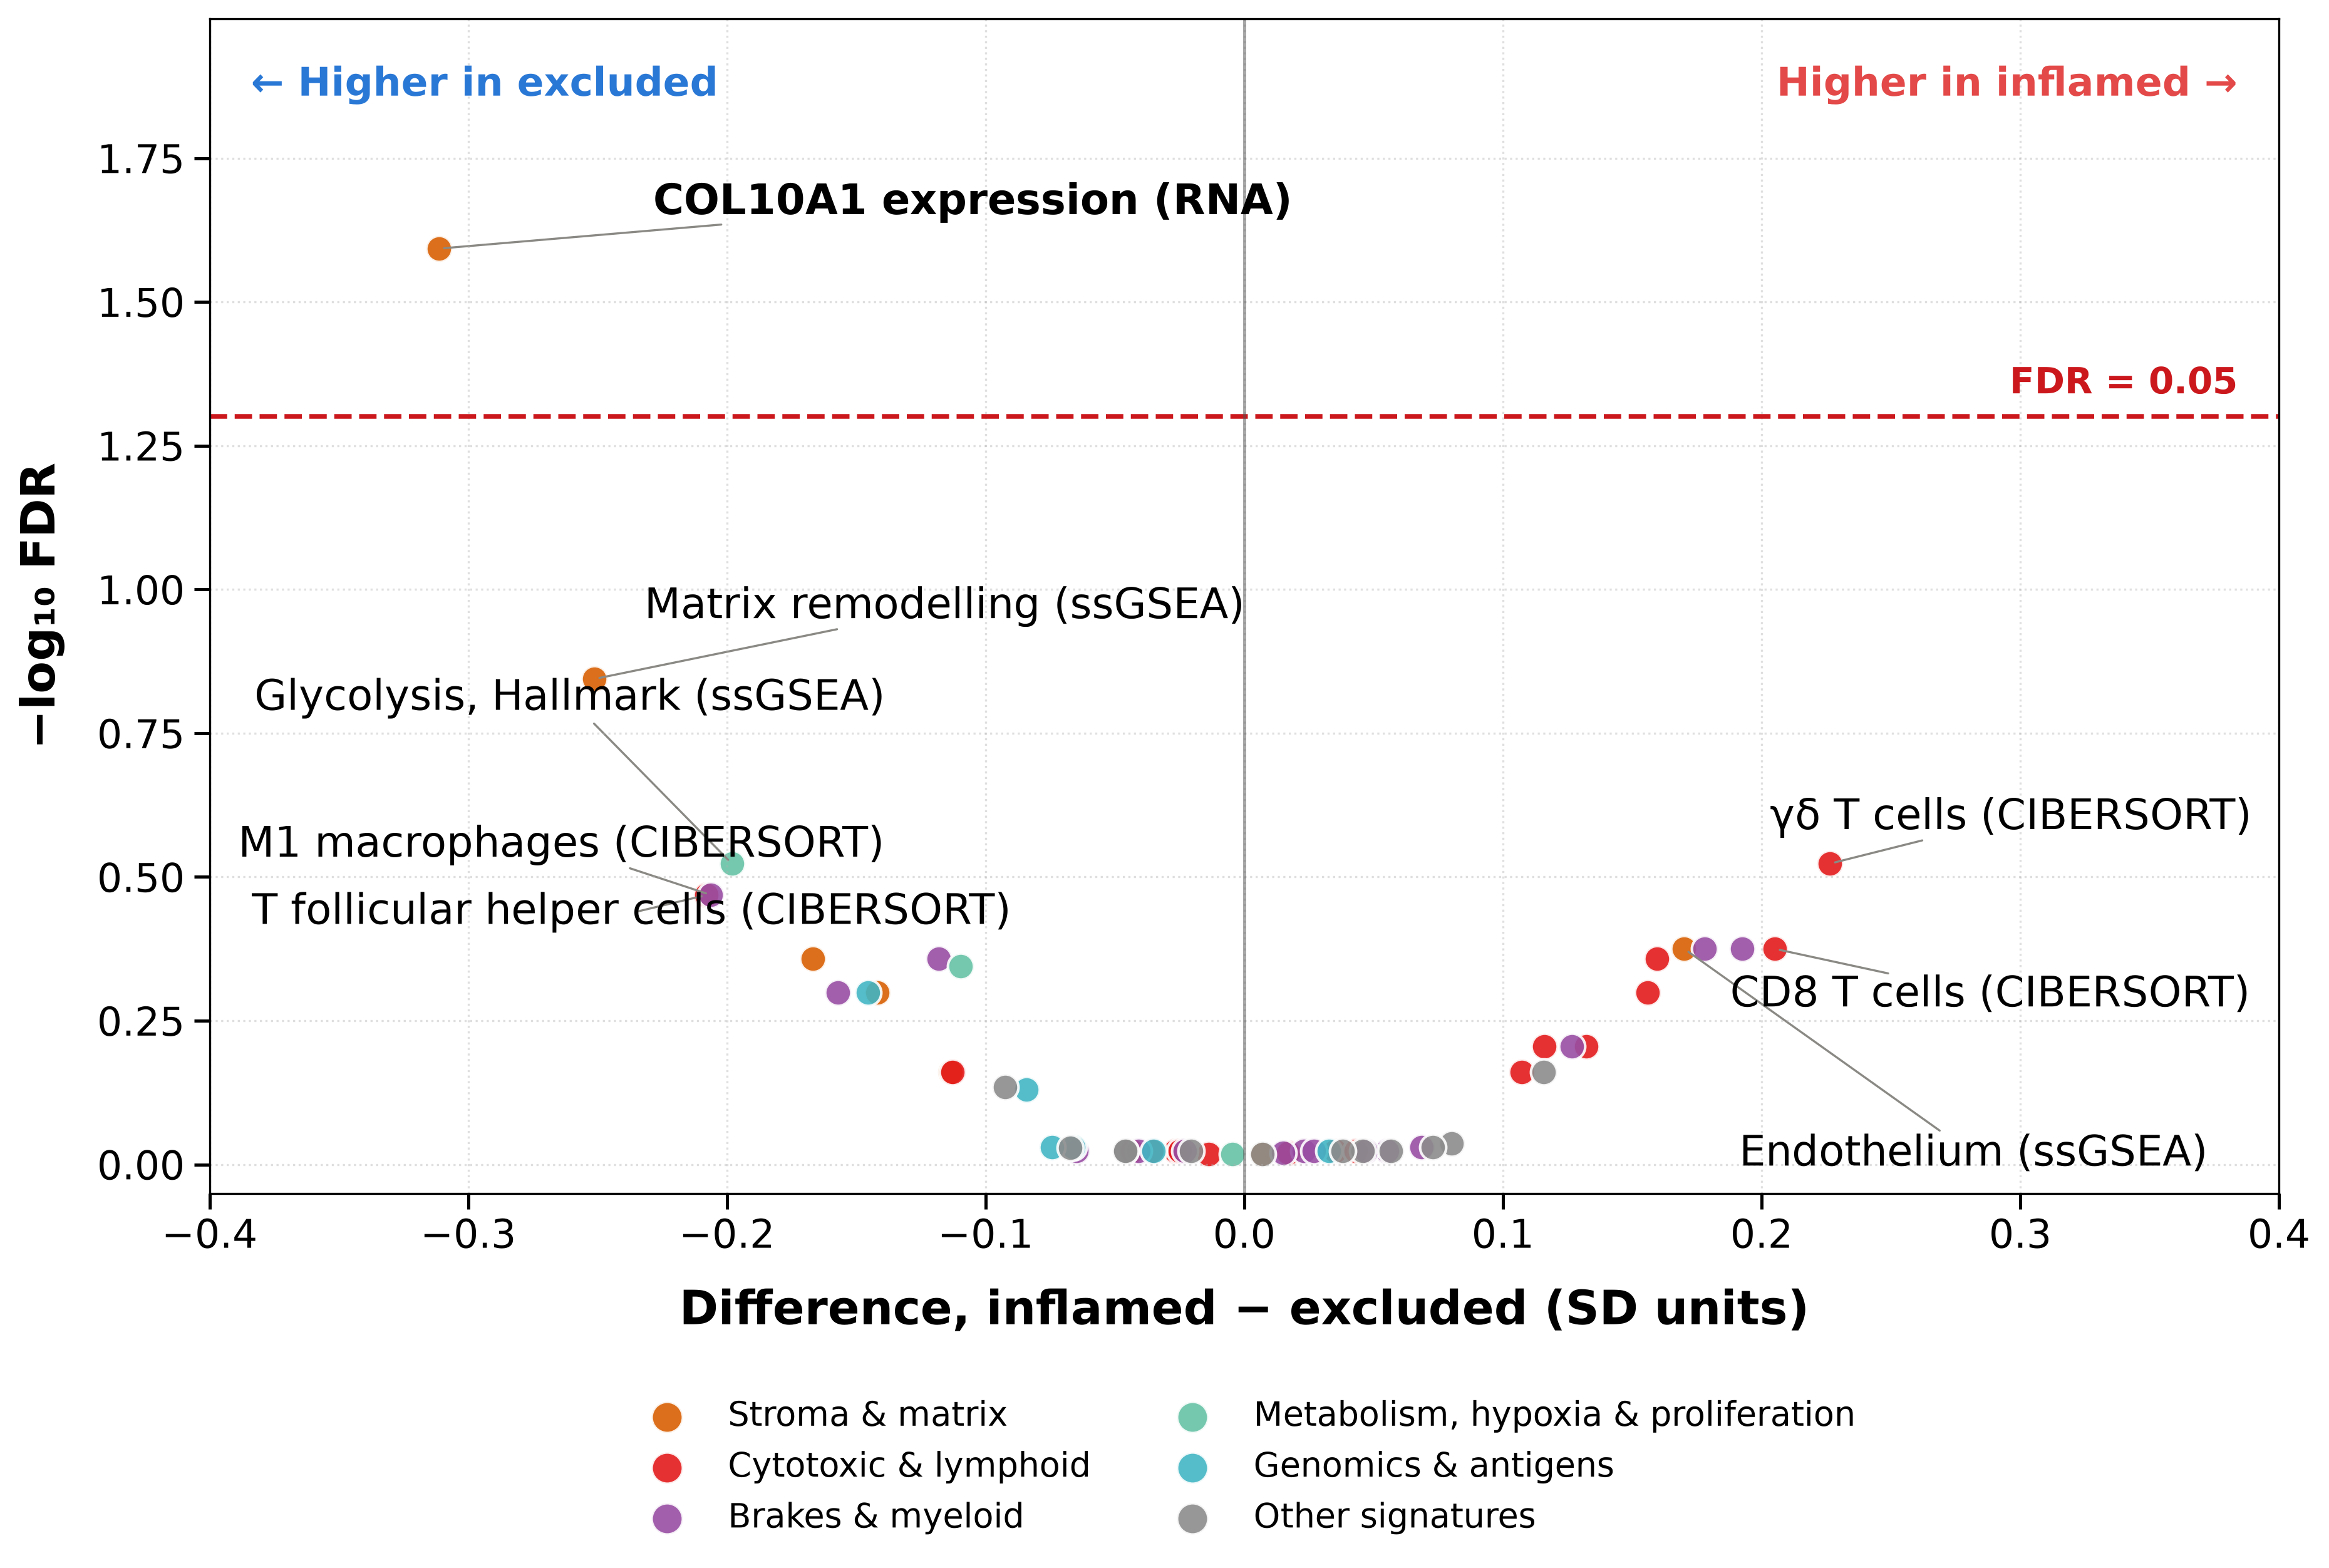 ← Higher in excluded
Higher in inflamed →
COL10A1 expression (RNA)
FDR = 0.05
Matrix remodelling (ssGSEA)
Glycolysis, Hallmark (ssGSEA)
M1 macrophages (CIBERSORT)
T follicular helper cells (CIBERSORT)
γδ T cells (CIBERSORT)
CD8 T cells (CIBERSORT)
Endothelium (ssGSEA)
−log₁₀ FDR
1.75
1.50
1.25
1.00
0.75
0.50
0.25
0.00
−0.4 −0.3 −0.2 −0.1 0.0 0.1 0.2 0.3 0.4
Difference, inflamed − excluded (SD units)
Stroma & matrix
Cytotoxic & lymphoid
Brakes & myeloid
Metabolism, hypoxia & proliferation
Genomics & antigens
Other signatures